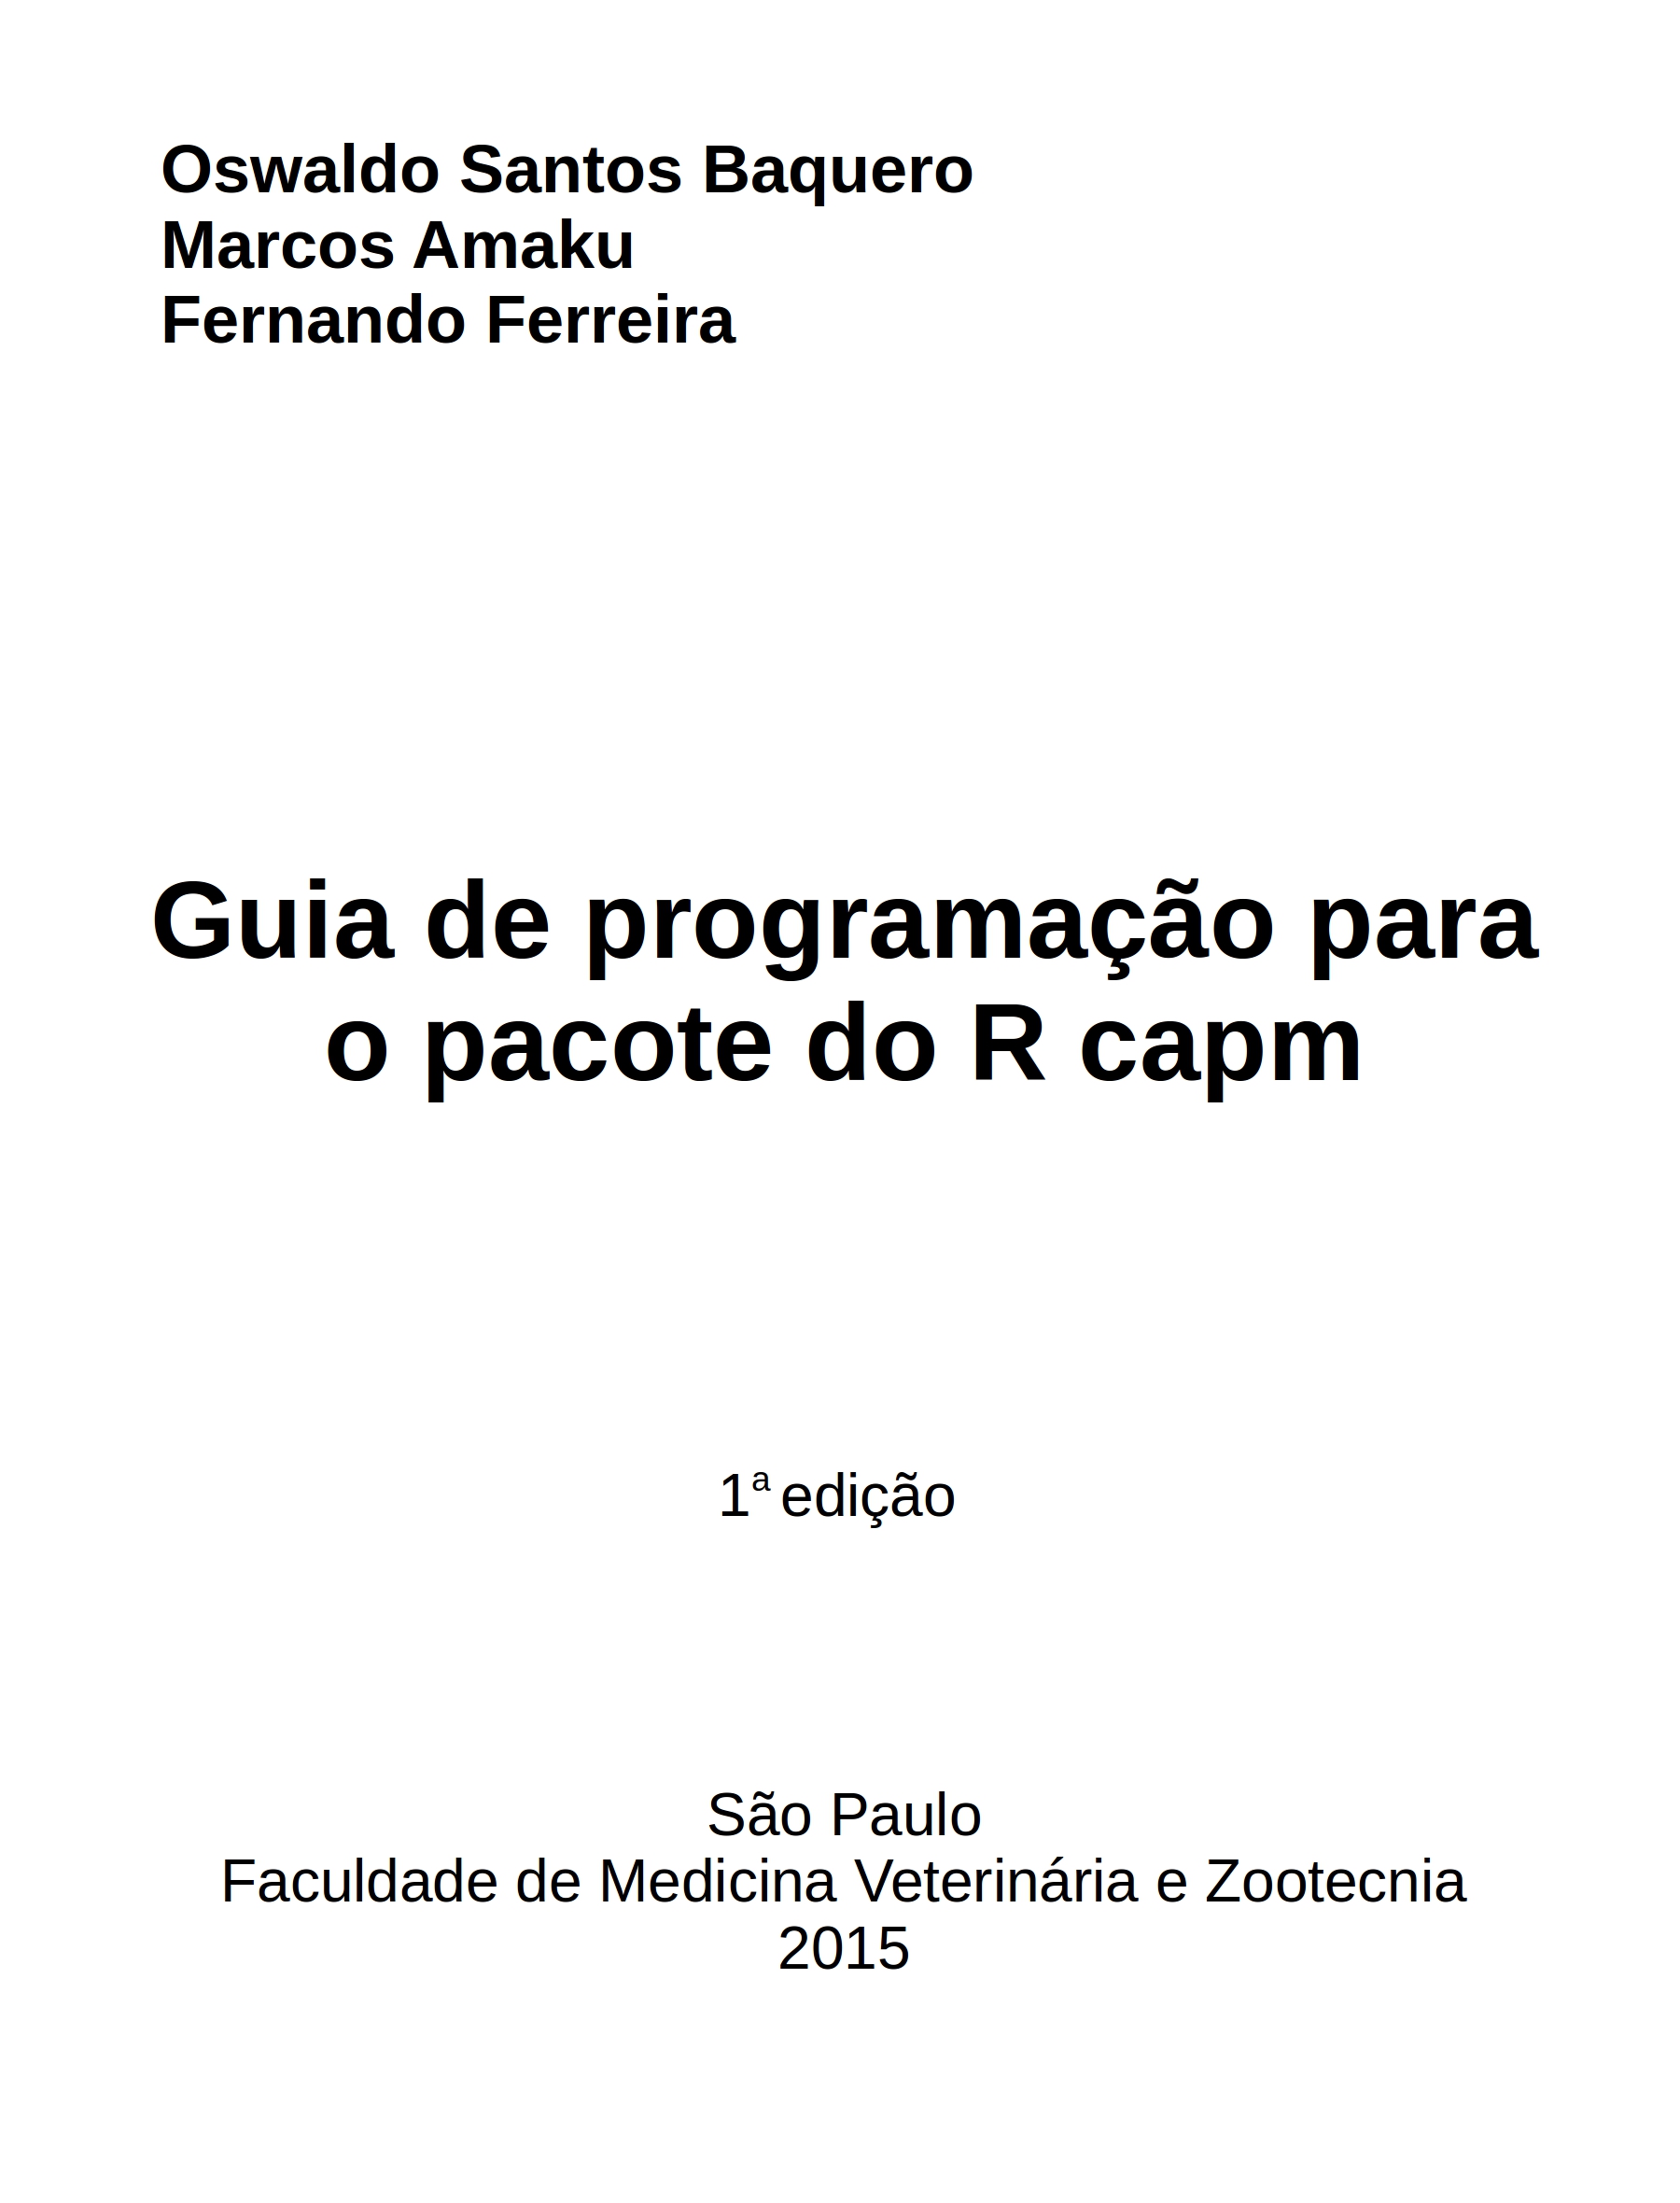 Oswaldo Santos Baquero
Marcos Amaku
Fernando Ferreira
Guia de programação para
o pacote do R capm
1ª edição
São Paulo
Faculdade de Medicina Veterinária e Zootecnia
2015